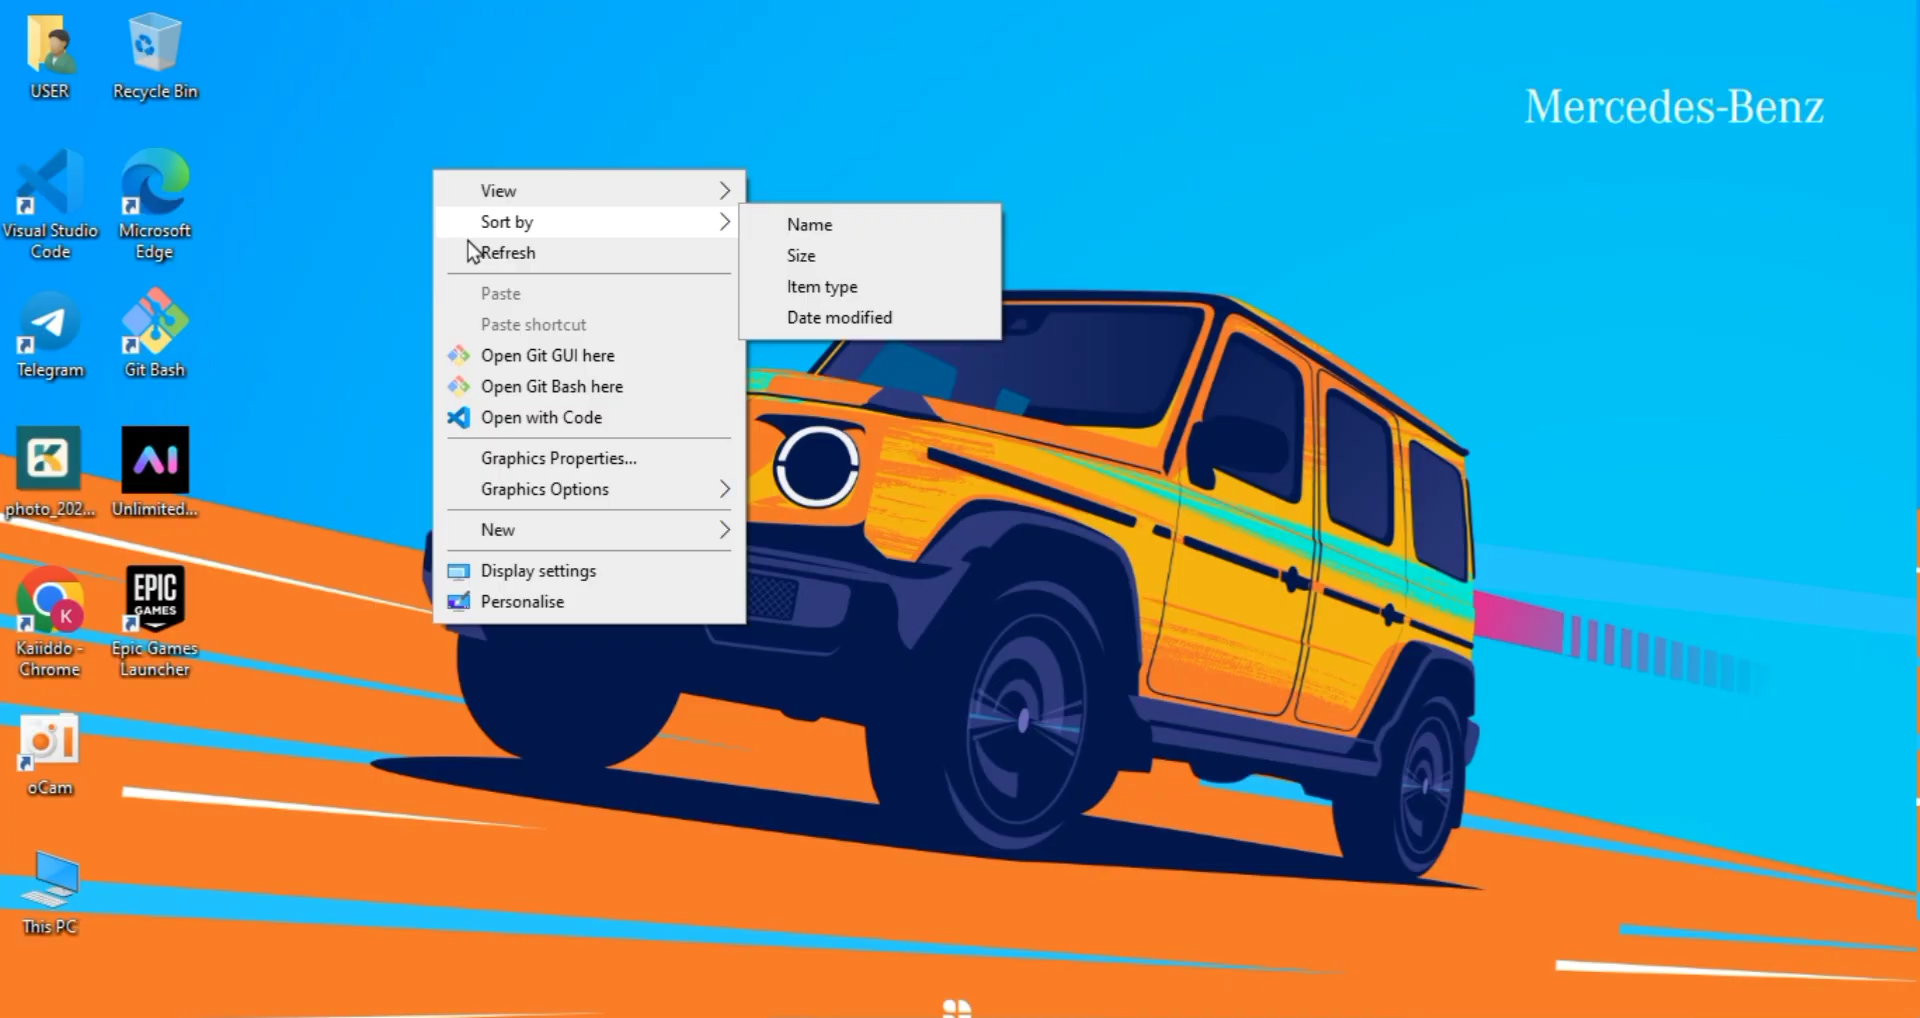 USER
Recycle Bin
Mercedes-Benz
Visual Studio
Code
Microsoft
Edge
Telegram
Git Bash
photo_202...
Unlimited...
AI
EPIC
GAMES
K
Kaiiddo -
Chrome
Epic Games
Launcher
oCam
This PC
View
Sort by
Refresh
Paste
Paste shortcut
Open Git GUI here
Open Git Bash here
Open with Code
Graphics Properties...
Graphics Options
New
Display settings
Personalise
Name
Size
Item type
Date modified